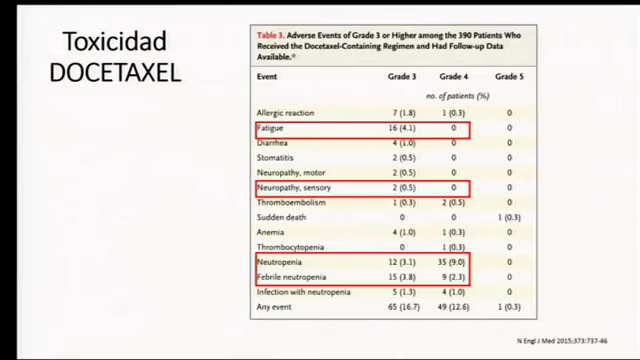 Toxicidad
DOCETAXEL
Table 3. Adverse Events of Grade 3 or Higher among the 390 Patients Who
Received the Docetaxel-Containing Regimen and Had Follow-up Data
Available.*
Event Grade 3 Grade 4 Grade 5
no. of patients (%)
Allergic reaction 7 (1.8) 1 (0.3) 0
Fatigue 16 (4.1) 0 0
Diarrhea 4 (1.0) 0 0
Stomatitis 2 (0.5) 0 0
Neuropathy, motor 2 (0.5) 0 0
Neuropathy, sensory 2 (0.5) 0 0
Thromboembolism 1 (0.3) 2 (0.5) 0
Sudden death 0 0 1 (0.3)
Anemia 4 (1.0) 1 (0.3) 0
Thrombocytopenia 0 1 (0.3) 0
Neutropenia 12 (3.1) 35 (9.0) 0
Febrile neutropenia 15 (3.8) 9 (2.3) 0
Infection with neutropenia 5 (1.3) 4 (1.0) 0
Any event 65 (16.7) 49 (12.6) 1 (0.3)
N Engl J Med 2015;373:737-46